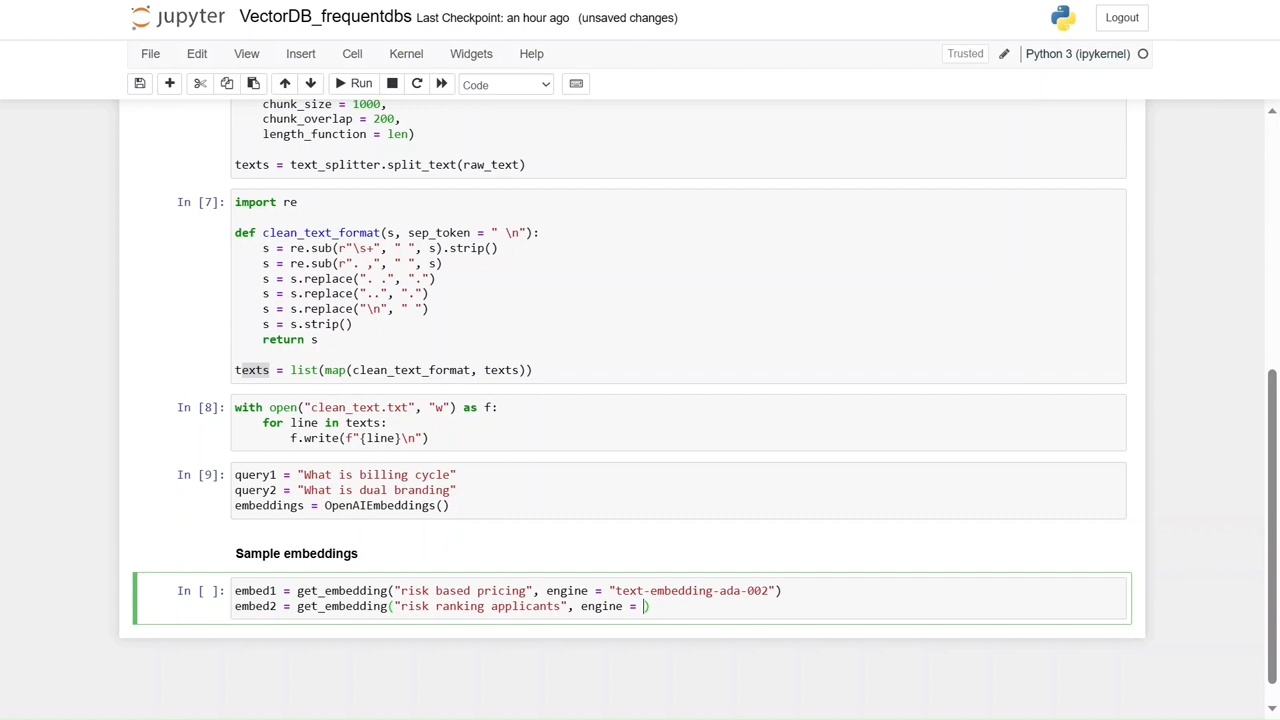 jupyter VectorDB_frequentdbs Last Checkpoint: an hour ago (unsaved changes) Logout
File Edit View Insert Cell Kernel Widgets Help Trusted Python 3 (ipykernel)
Run Code
chunk_size = 1000,
chunk_overlap = 200,
length_function = len)
texts = text_splitter.split_text(raw_text)
In [7]: import re
def clean_text_format(s, sep_token = " \n"):
s = re.sub(r"\s+", " ", s).strip()
s = re.sub(r". ,", " ", s)
s = s.replace(". .", ".")
s = s.replace("..", ".")
s = s.replace("\n", " ")
s = s.strip()
return s
texts = list(map(clean_text_format, texts))
In [8]: with open("clean_text.txt", "w") as f:
for line in texts:
f.write(f"{line}\n")
In [9]: query1 = "What is billing cycle"
query2 = "What is dual branding"
embeddings = OpenAIEmbeddings()
Sample embeddings
In [ ]: embed1 = get_embedding("risk based pricing", engine = "text-embedding-ada-002")
embed2 = get_embedding("risk ranking applicants", engine = )